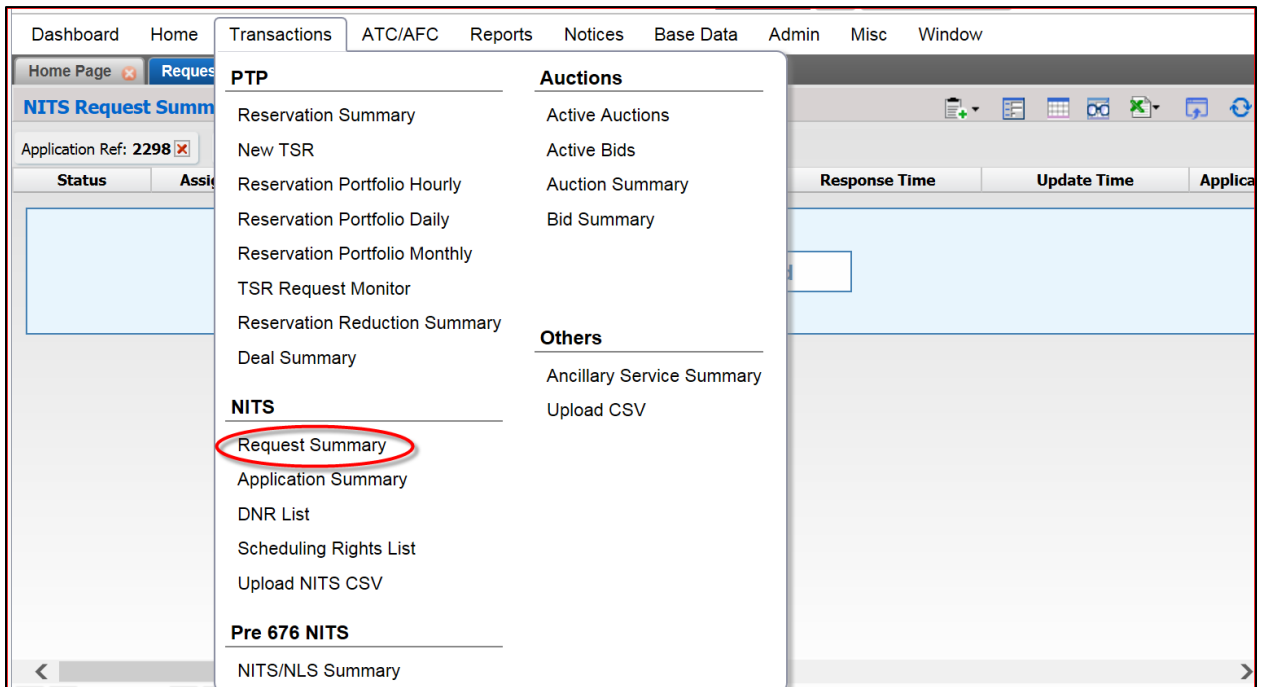 Dashboard Home Transactions ATC/AFC Reports Notices Base Data Admin Misc Window
Home Page Reques
NITS Request Summ
Application Ref: 2298
Status Assig Response Time Update Time Applica
PTP
Reservation Summary
New TSR
Reservation Portfolio Hourly
Reservation Portfolio Daily
Reservation Portfolio Monthly
TSR Request Monitor
Reservation Reduction Summary
Deal Summary
NITS
Request Summary
Application Summary
DNR List
Scheduling Rights List
Upload NITS CSV
Pre 676 NITS
NITS/NLS Summary
Auctions
Active Auctions
Active Bids
Auction Summary
Bid Summary
Others
Ancillary Service Summary
Upload CSV